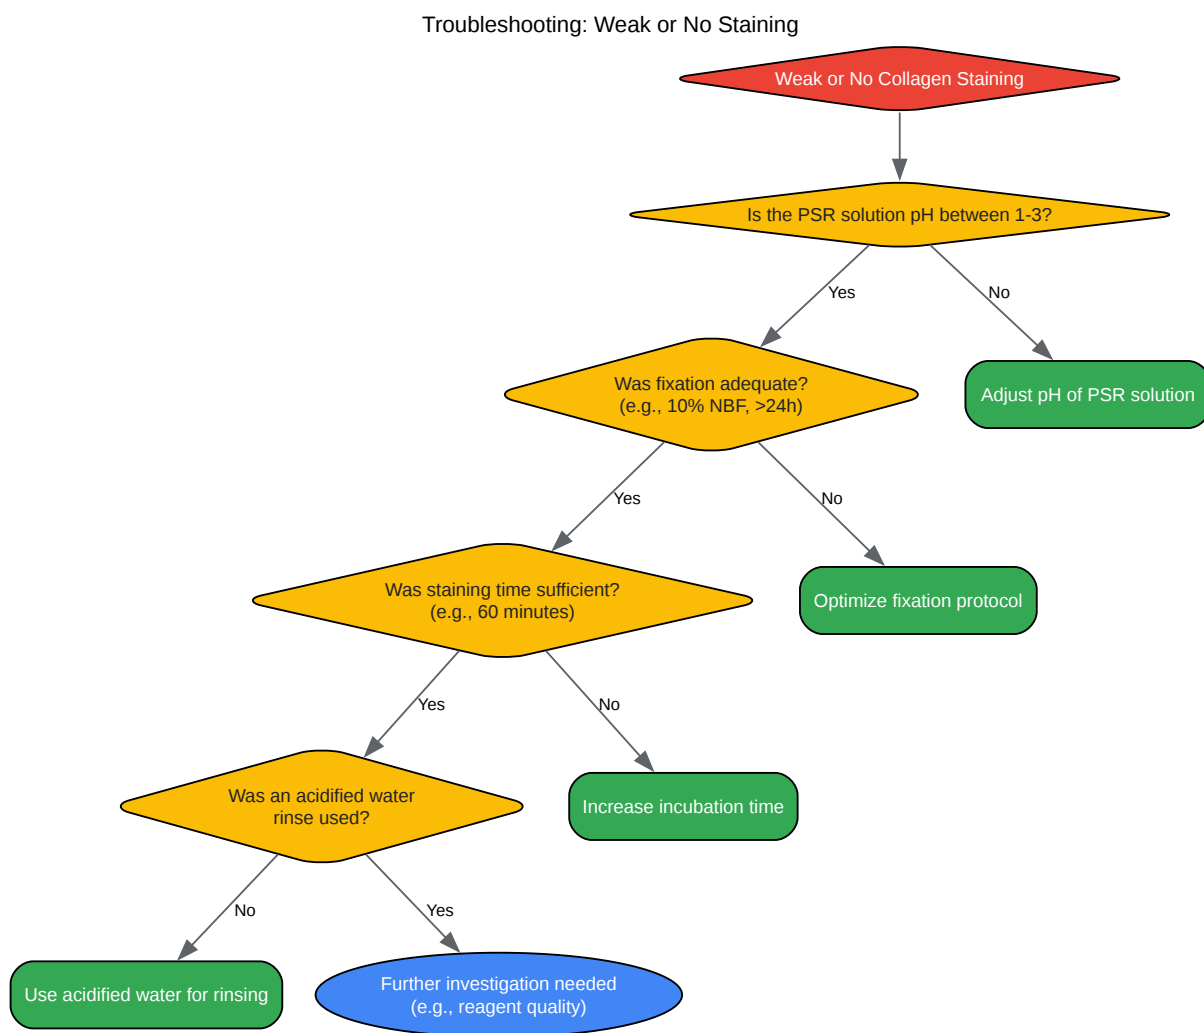 Troubleshooting: Weak or No Staining
Weak or No Collagen Staining
Is the PSR solution pH between 1-3?
Yes
No
Was fixation adequate?
(e.g., 10% NBF, >24h)
Adjust pH of PSR solution
Yes
No
Was staining time sufficient?
(e.g., 60 minutes)
Optimize fixation protocol
Yes
No
Was an acidified water
rinse used?
Increase incubation time
No
Yes
Use acidified water for rinsing
Further investigation needed
(e.g., reagent quality)